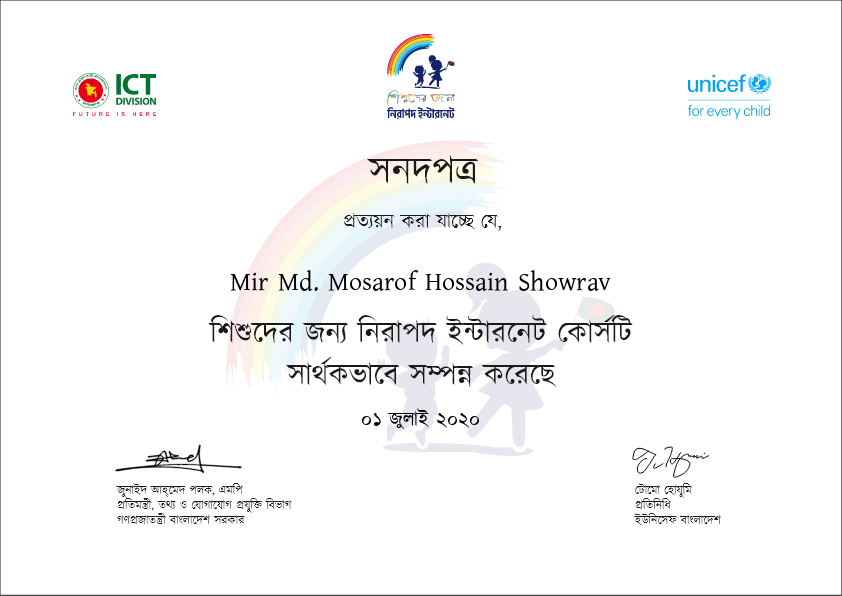 ICT
DIVISION
FUTURE IS HERE
শিশুদের জন্য
নিরাপদ ইন্টারনেট
unicef
for every child
সনদপত্র
প্রত্যয়ন করা যাচ্ছে যে,
Mir Md. Mosarof Hossain Showrav
শিশুদের জন্য নিরাপদ ইন্টারনেট কোর্সটি
সার্থকভাবে সম্পন্ন করেছে
০১ জুলাই ২০২০
জুনাইদ আহ্‌মেদ পলক, এমপি
প্রতিমন্ত্রী, তথ্য ও যোগাযোগ প্রযুক্তি বিভাগ
গণপ্রজাতন্ত্রী বাংলাদেশ সরকার
টোমো হোযুমি
প্রতিনিধি
ইউনিসেফ বাংলাদেশ